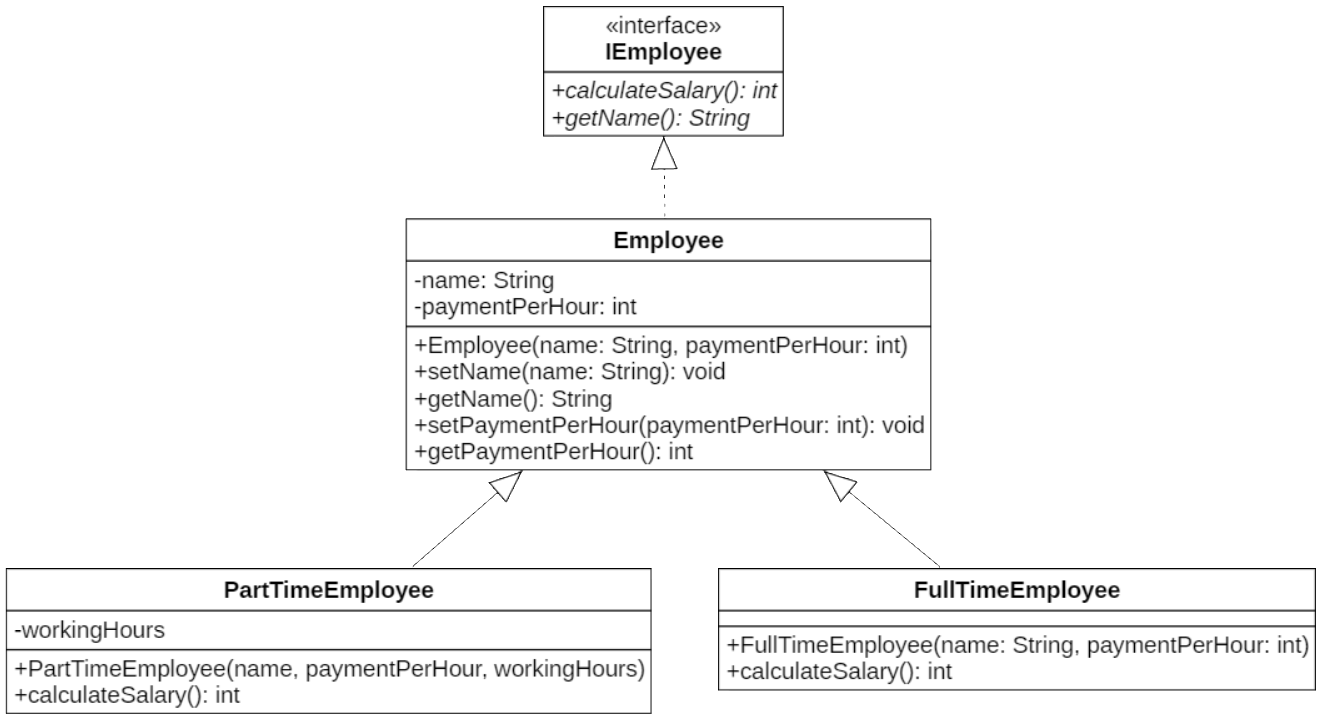 «interface»
IEmployee
+calculateSalary(): int
+getName(): String
Employee
-name: String
-paymentPerHour: int
+Employee(name: String, paymentPerHour: int)
+setName(name: String): void
+getName(): String
+setPaymentPerHour(paymentPerHour: int): void
+getPaymentPerHour(): int
PartTimeEmployee
-workingHours
+PartTimeEmployee(name, paymentPerHour, workingHours)
+calculateSalary(): int
FullTimeEmployee
+FullTimeEmployee(name: String, paymentPerHour: int)
+calculateSalary(): int